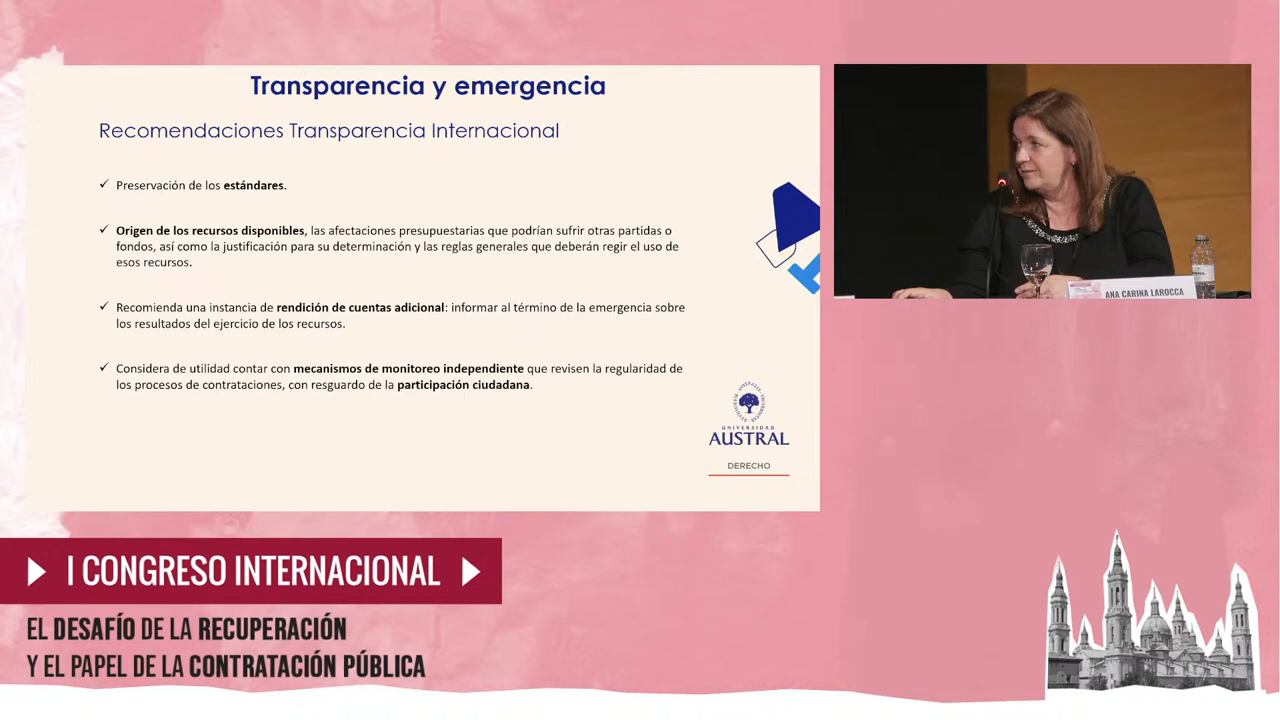 Transparencia y emergencia
Recomendaciones Transparencia Internacional
✓ Preservación de los estándares.
✓ Origen de los recursos disponibles, las afectaciones presupuestarias que podrían sufrir otras partidas o
fondos, así como la justificación para su determinación y las reglas generales que deberán regir el uso de
esos recursos.
✓ Recomienda una instancia de rendición de cuentas adicional: informar al término de la emergencia sobre
los resultados del ejercicio de los recursos.
✓ Considera de utilidad contar con mecanismos de monitoreo independiente que revisen la regularidad de
los procesos de contrataciones, con resguardo de la participación ciudadana.
UNIVERSIDAD
AUSTRAL
DERECHO
ANA CARINA LAROCCA
I CONGRESO INTERNACIONAL
EL DESAFÍO DE LA RECUPERACIÓN
Y EL PAPEL DE LA CONTRATACIÓN PÚBLICA